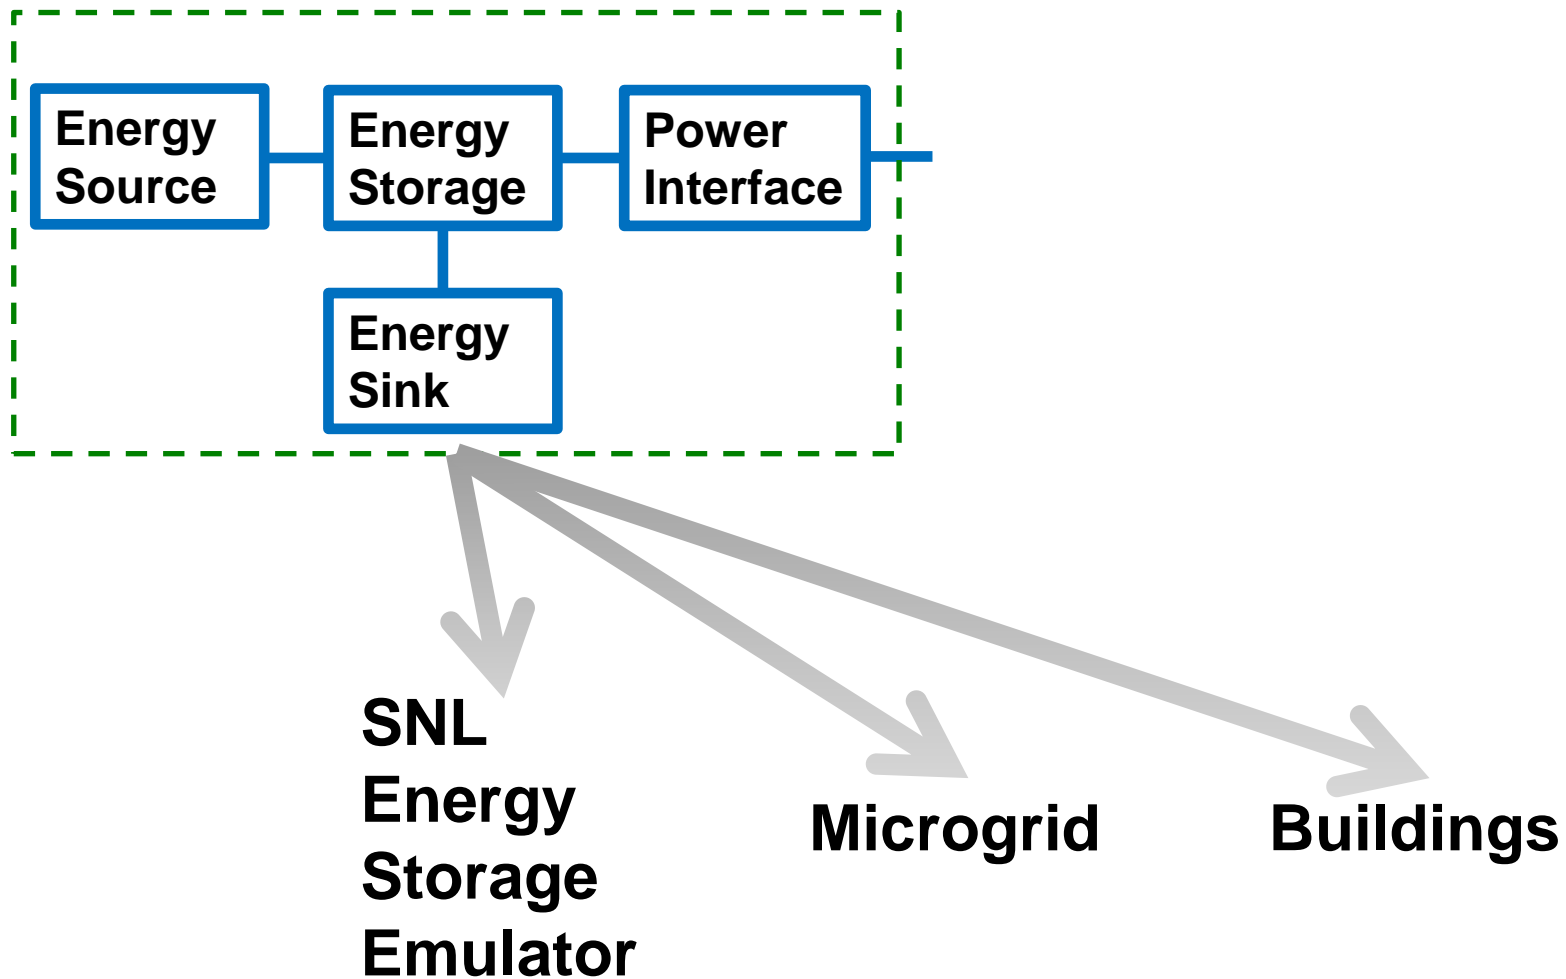 Energy
Source
Energy
Storage
Power
Interface
Energy
Sink
SNL
Energy
Storage
Emulator
Microgrid
Buildings